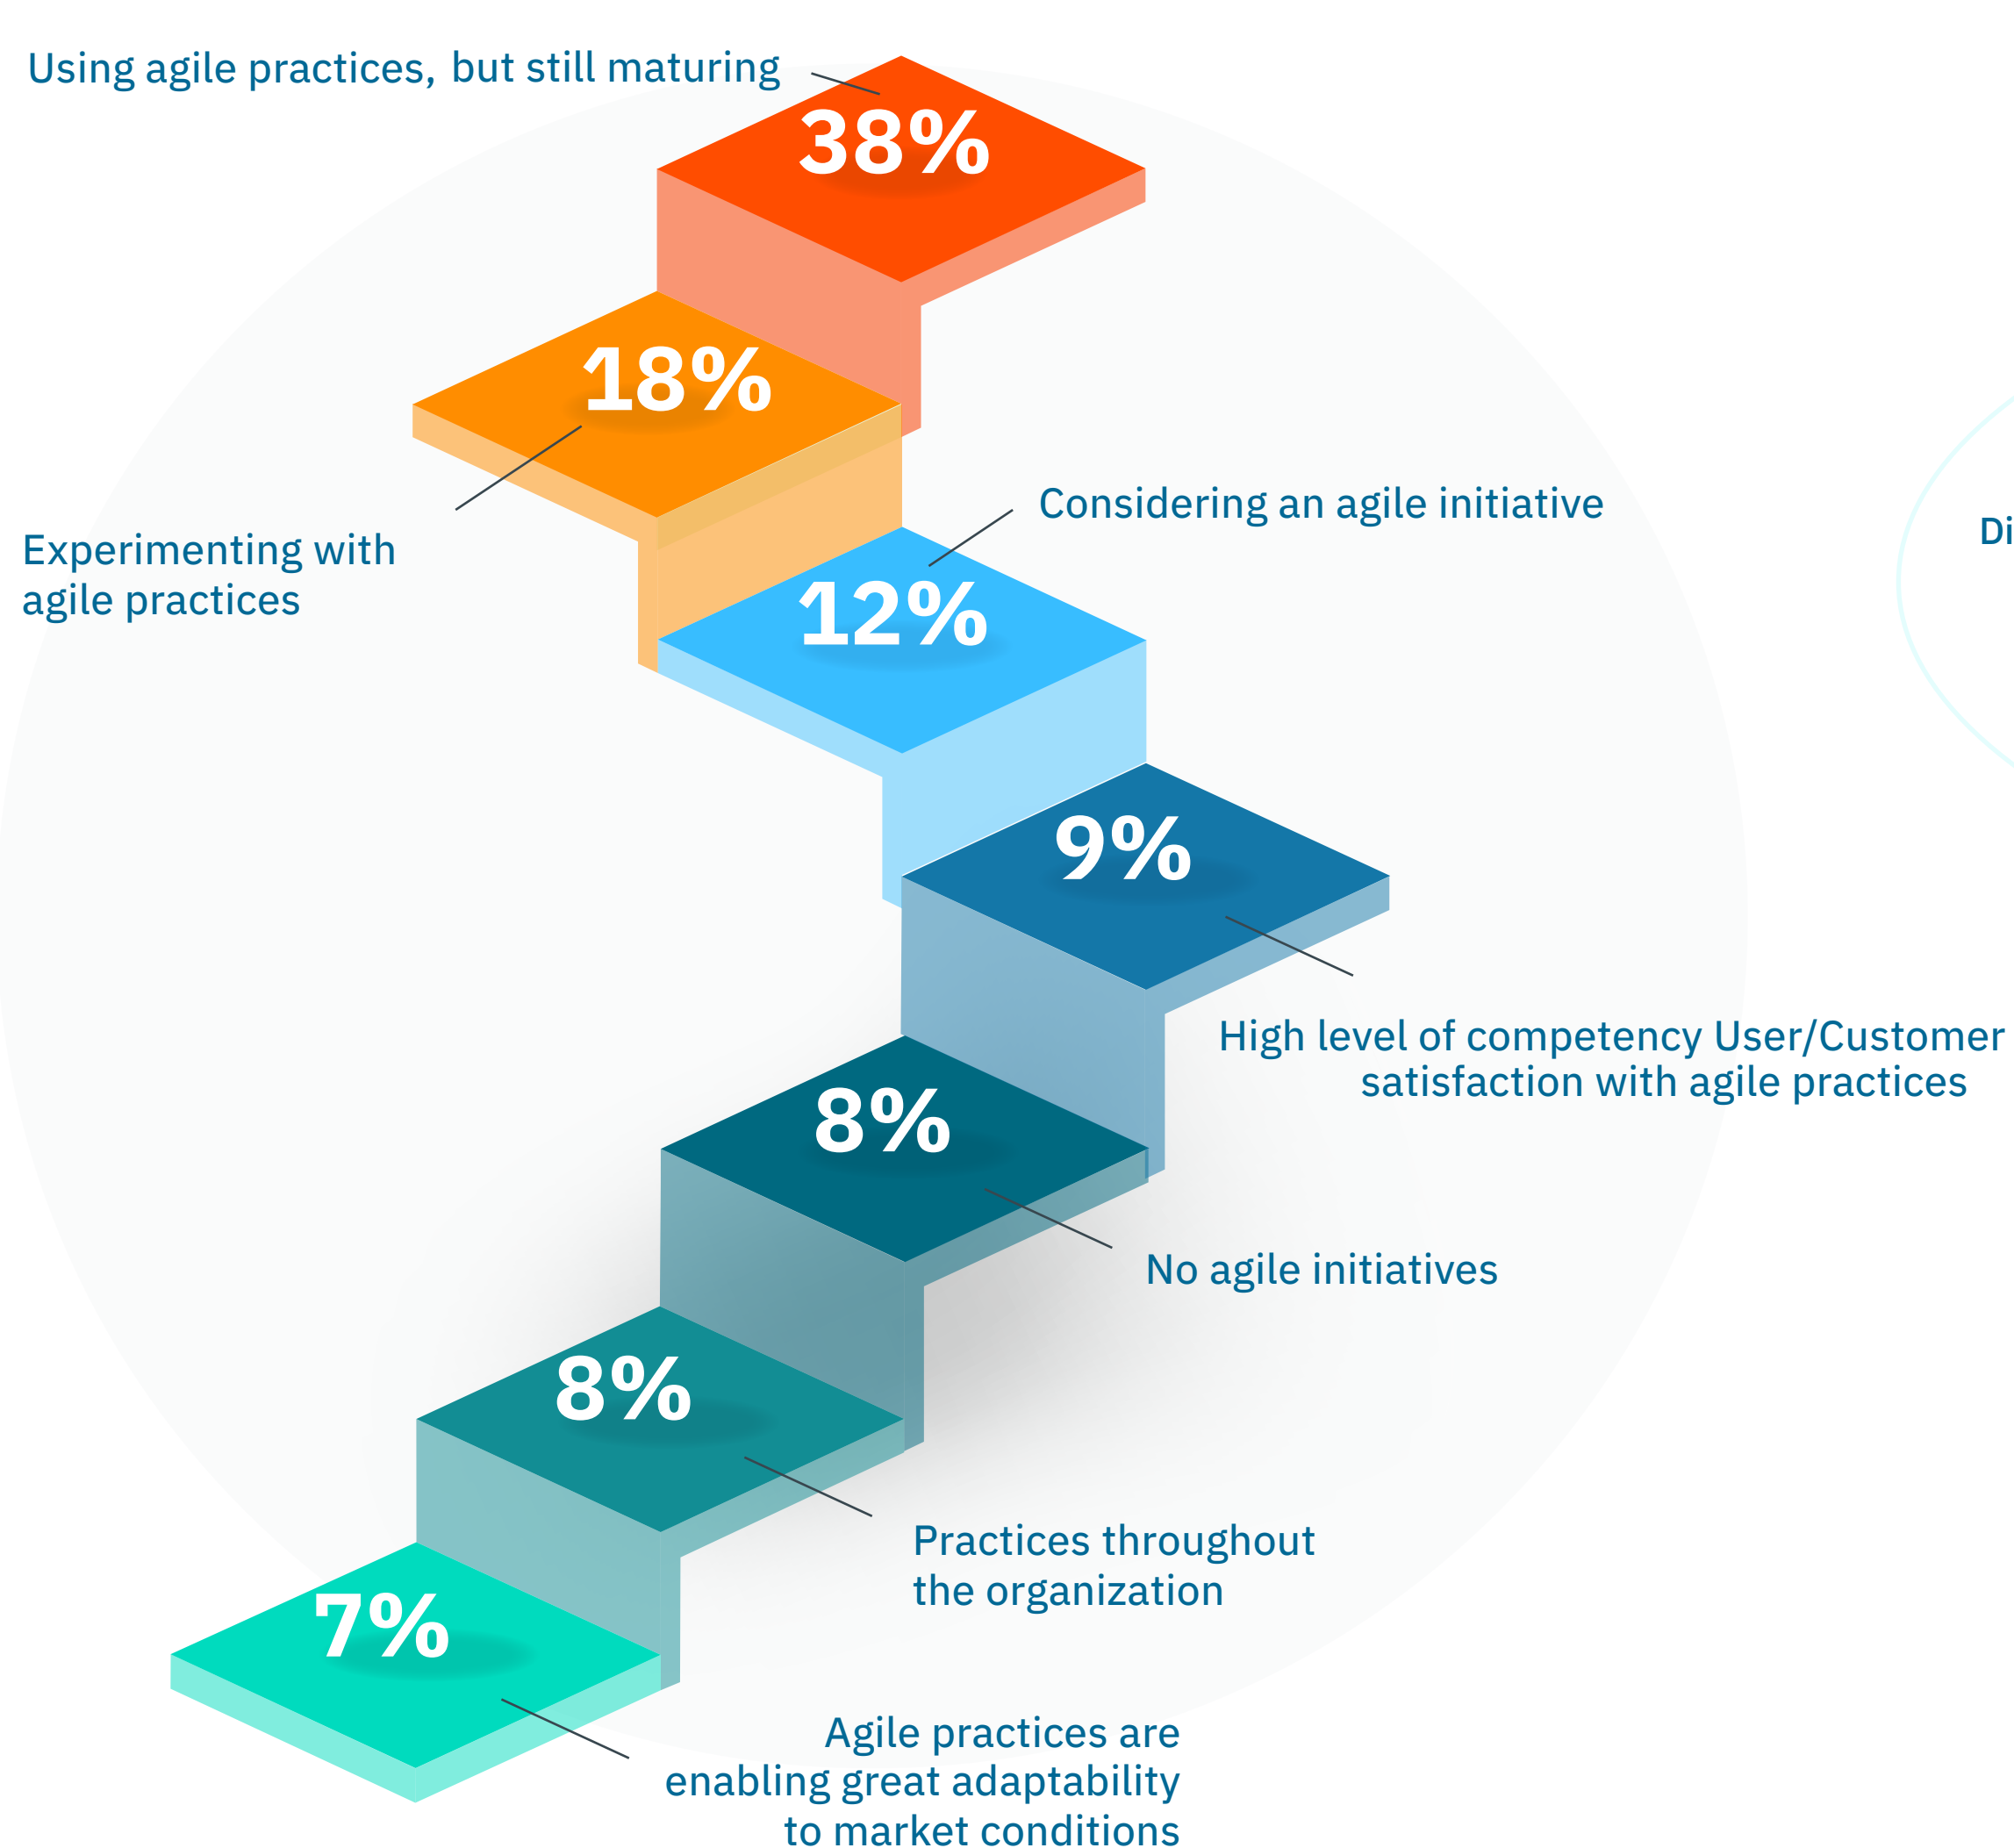 Using agile practices, but still maturing
38%
18%
Experimenting with
agile practices
Considering an agile initiative
12%
Di
9%
High level of competency User/Customer
satisfaction with agile practices
8%
No agile initiatives
8%
Practices throughout
the organization
7%
Agile practices are
enabling great adaptability
to market conditions